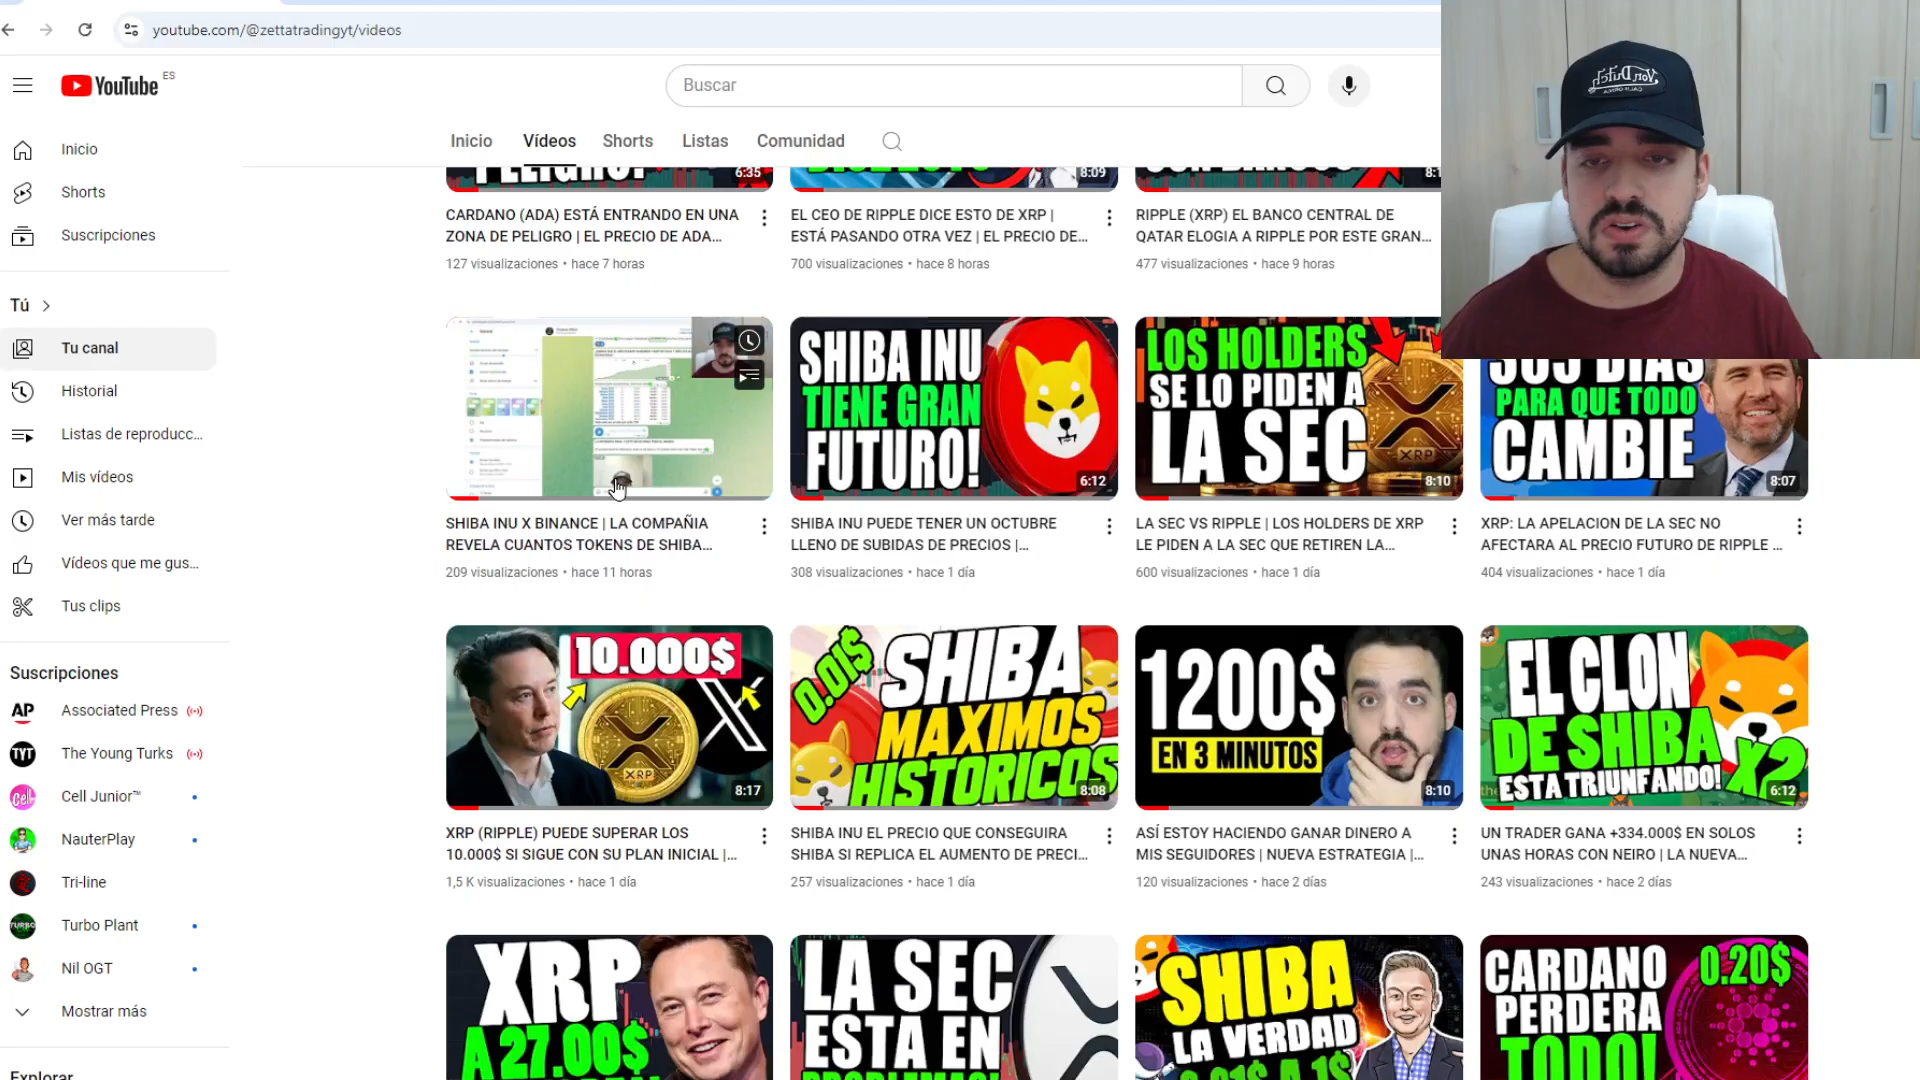 youtube.com/@zettatradingyt/videos
YouTube ES
Buscar
Von Dutch
CALIFORNIA
Inicio
Vídeos
Shorts
Listas
Comunidad
Inicio
Shorts
Suscripciones
Tú
Tu canal
Historial
Listas de reproducc...
Mis vídeos
Ver más tarde
Vídeos que me gus...
Tus clips
Suscripciones
Associated Press
The Young Turks
Cell Junior™
NauterPlay
Tri-line
Turbo Plant
Nil OGT
Mostrar más
Explorar
6:35
CARDANO (ADA) ESTÁ ENTRANDO EN UNA
ZONA DE PELIGRO | EL PRECIO DE ADA...
127 visualizaciones • hace 7 horas
8:09
EL CEO DE RIPPLE DICE ESTO DE XRP |
ESTÁ PASANDO OTRA VEZ | EL PRECIO DE...
700 visualizaciones • hace 8 horas
RIPPLE (XRP) EL BANCO CENTRAL DE
QATAR ELOGIA A RIPPLE POR ESTE GRAN...
477 visualizaciones • hace 9 horas
SHIBA INU X BINANCE | LA COMPAÑIA
REVELA CUANTOS TOKENS DE SHIBA...
209 visualizaciones • hace 11 horas
SHIBA INU
TIENE GRAN
FUTURO!
6:12
SHIBA INU PUEDE TENER UN OCTUBRE
LLENO DE SUBIDAS DE PRECIOS |...
308 visualizaciones • hace 1 día
LOS HOLDERS
SE LO PIDEN A
LA SEC
XRP
8:10
LA SEC VS RIPPLE | LOS HOLDERS DE XRP
LE PIDEN A LA SEC QUE RETIREN LA...
600 visualizaciones • hace 1 día
DIAS
PARA QUE TODO
CAMBIE
8:07
XRP: LA APELACION DE LA SEC NO
AFECTARA AL PRECIO FUTURO DE RIPPLE ...
404 visualizaciones • hace 1 día
10.000$
XRP
8:17
XRP (RIPPLE) PUEDE SUPERAR LOS
10.000$ SI SIGUE CON SU PLAN INICIAL |...
1,5 K visualizaciones • hace 1 día
0.01$
SHIBA
MAXIMOS
HISTORICOS
8:08
SHIBA INU EL PRECIO QUE CONSEGUIRA
SHIBA SI REPLICA EL AUMENTO DE PRECI...
257 visualizaciones • hace 1 día
1200$
EN 3 MINUTOS
8:10
ASÍ ESTOY HACIENDO GANAR DINERO A
MIS SEGUIDORES | NUEVA ESTRATEGIA |...
120 visualizaciones • hace 2 días
EL CLON
DE SHIBA
ESTA TRIUNFANDO!
X2
6:12
UN TRADER GANA +334.000$ EN SOLOS
UNAS HORAS CON NEIRO | LA NUEVA...
243 visualizaciones • hace 2 días
XRP
A 27.00$
LA SEC
ESTA EN
PROBLEMAS!
SHIBA
LA VERDAD
0.01$ A 1$
CARDANO
0.20$
PERDERA
TODO!